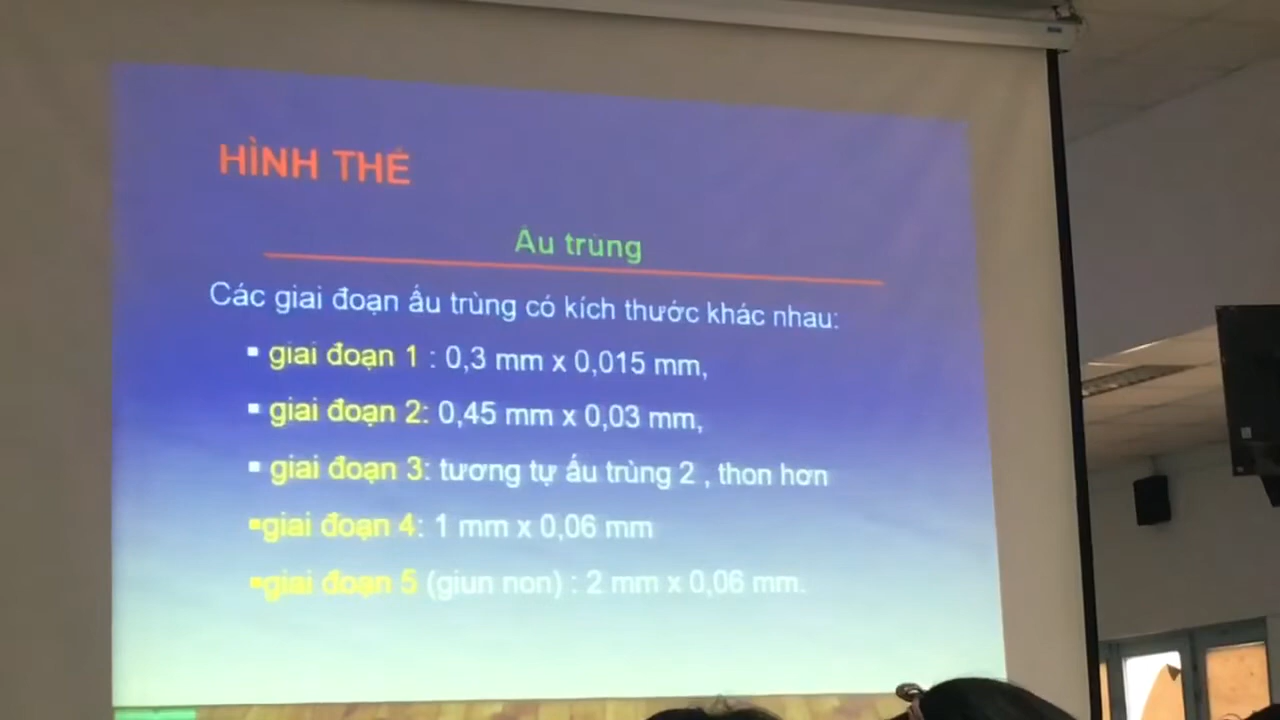 HÌNH THỂ
Ấu trùng
Các giai đoạn ấu trùng có kích thước khác nhau:
▪ giai đoạn 1 : 0,3 mm x 0,015 mm,
▪ giai đoạn 2: 0,45 mm x 0,03 mm,
▪ giai đoạn 3: tương tự ấu trùng 2 , thon hơn
▪giai đoạn 4: 1 mm x 0,06 mm
▪giai đoạn 5 (giun non) : 2 mm x 0,06 mm.